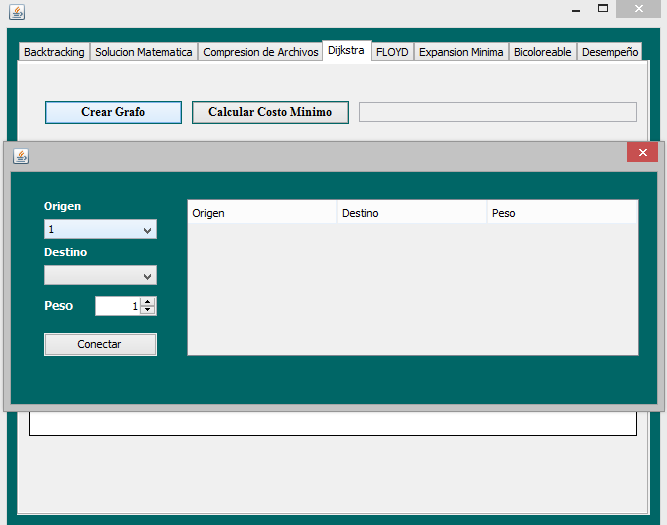 Backtracking Solucion Matematica Compresion de Archivos Dijkstra FLOYD Expansion Minima Bicoloreable Desempeño
Crear Grafo Calcular Costo Minimo
Origen
1
Destino
Peso 1
Conectar
Origen Destino Peso